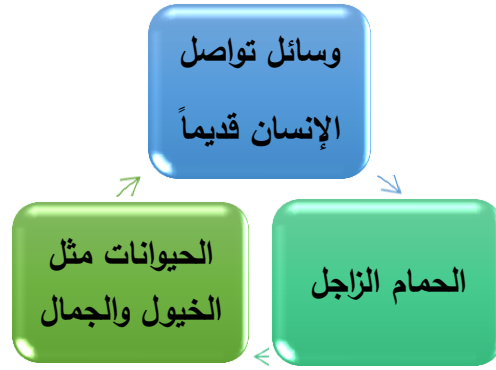 وسائل تواصل
الإنسان قديماً
الحمام الزاجل
الحيوانات مثل
الخيول والجمال